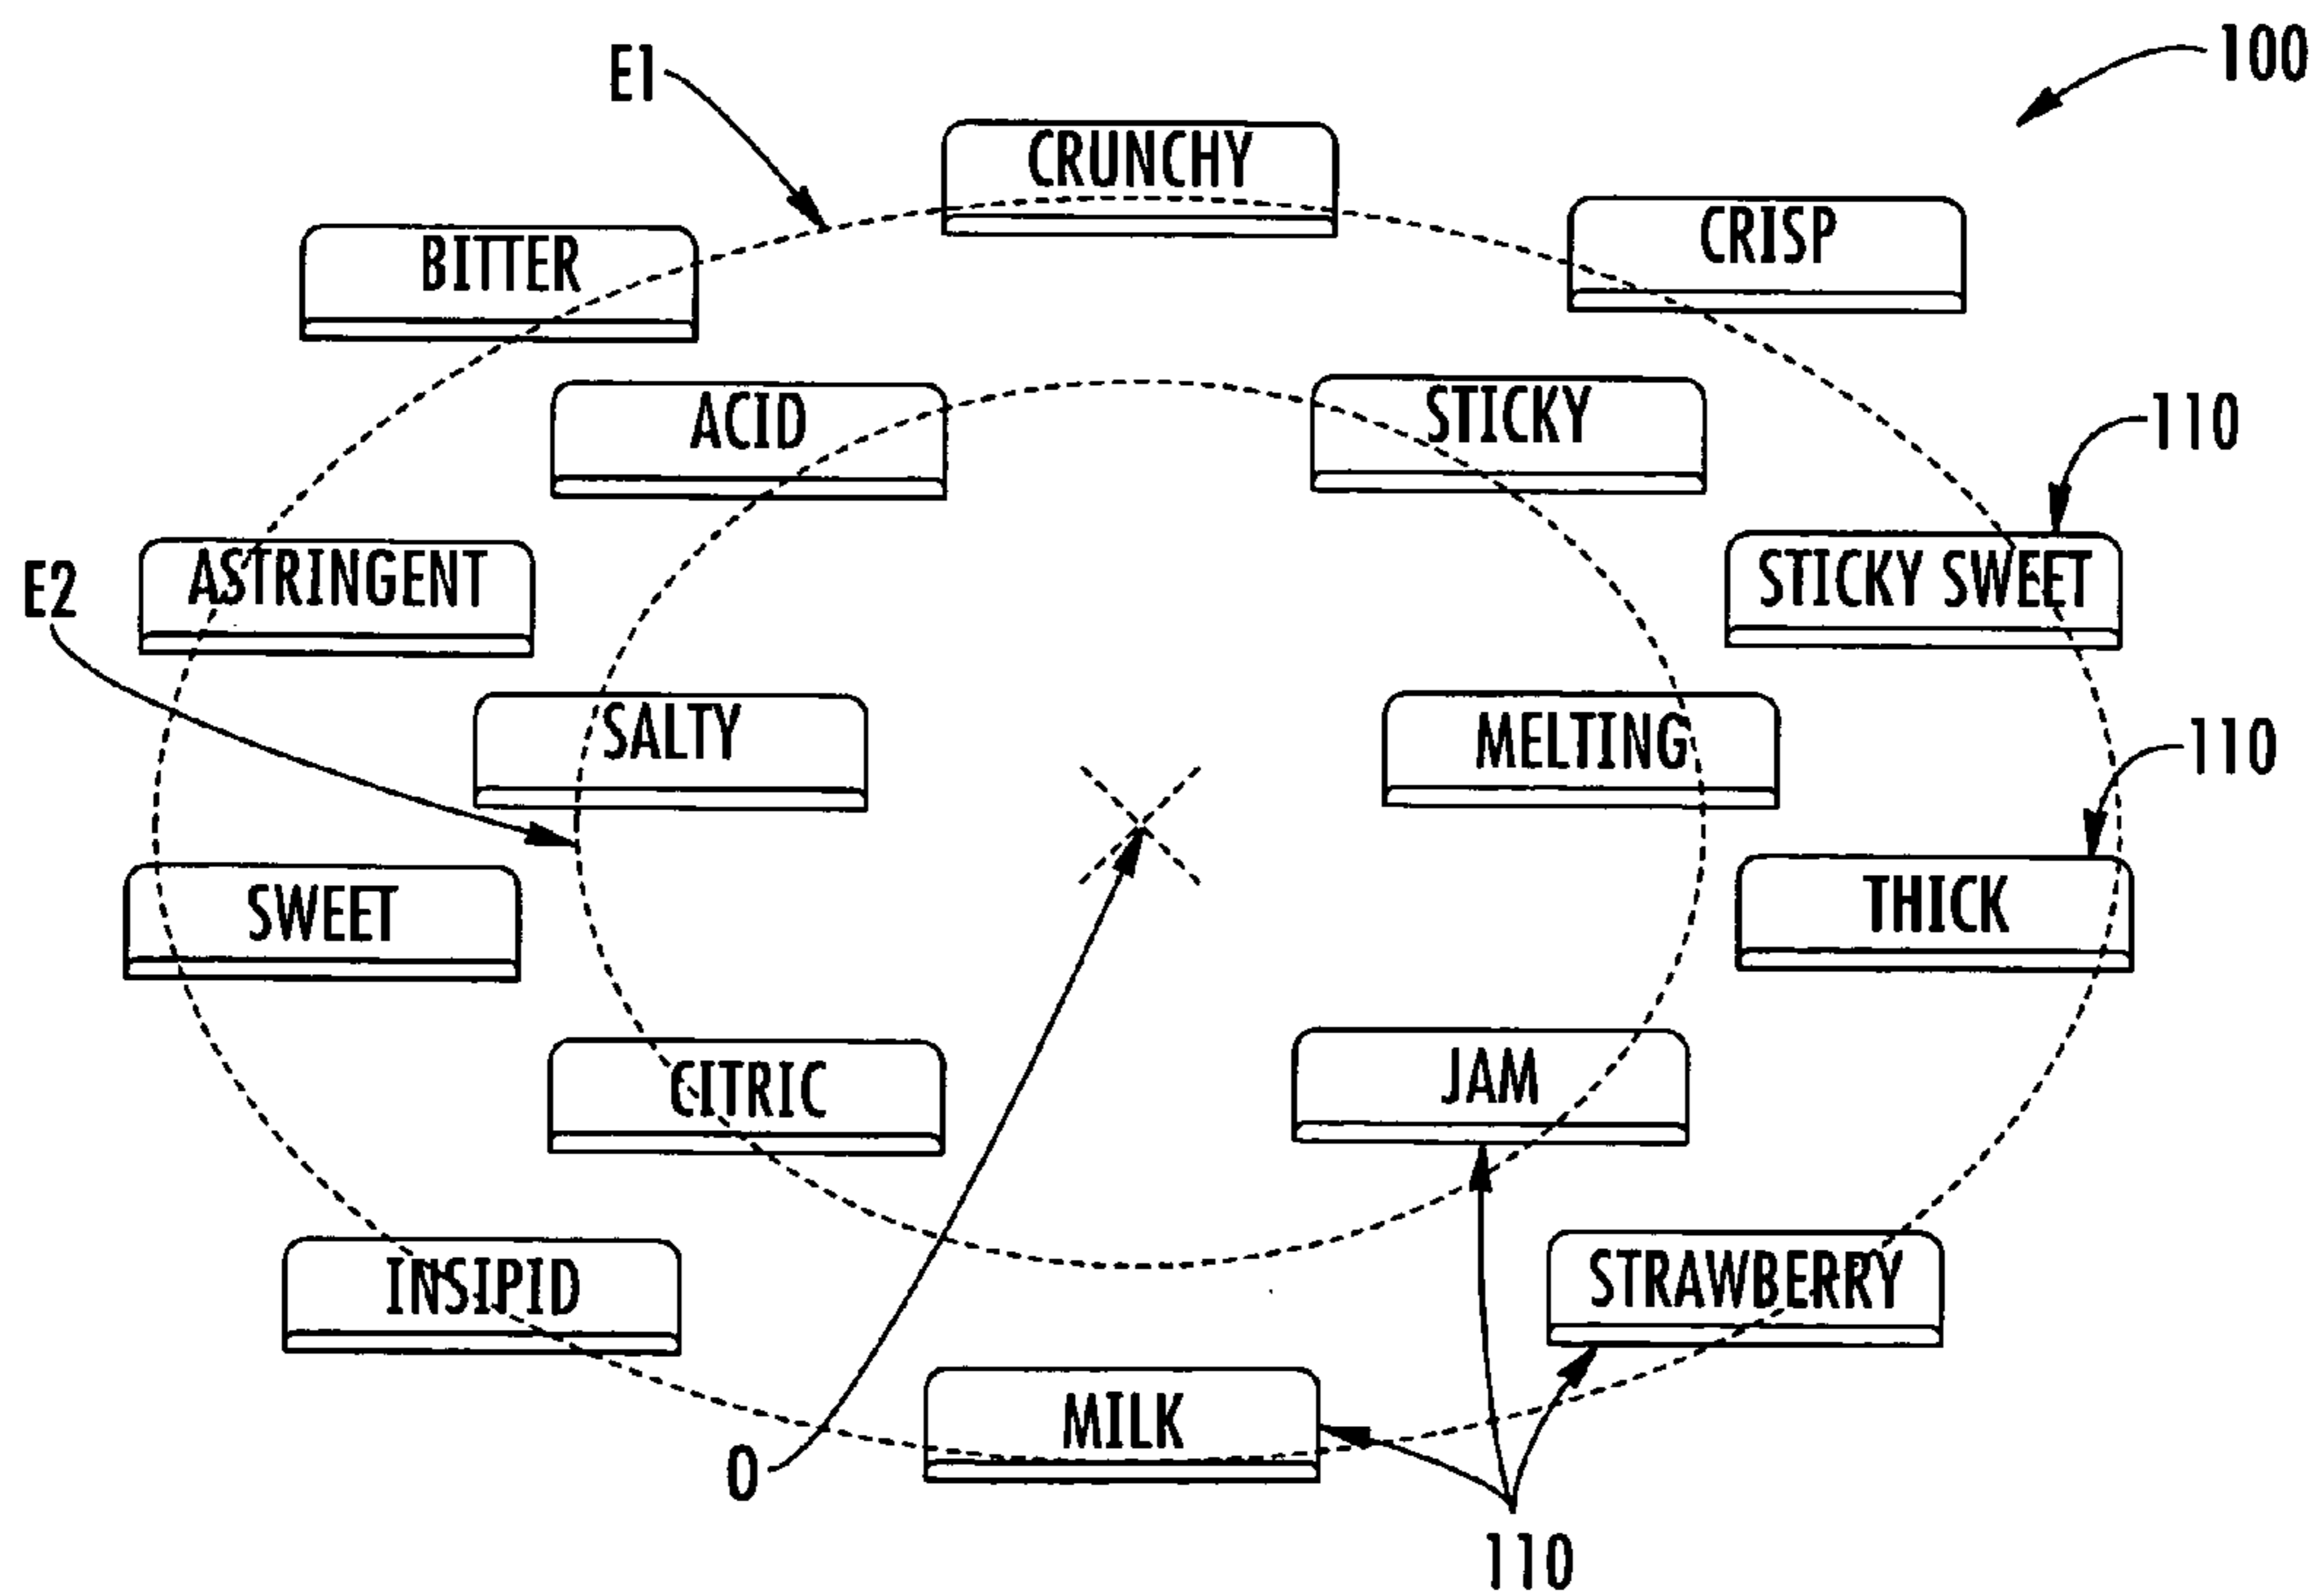 E1
100
CRUNCHY
CRISP
BITTER
ACID
STICKY
110
ASTRINGENT
STICKY SWEET
E2
SALTY
MELTING
110
SWEET
THICK
CITRIC
JAM
INSIPID
STRAWBERRY
MILK
O
110